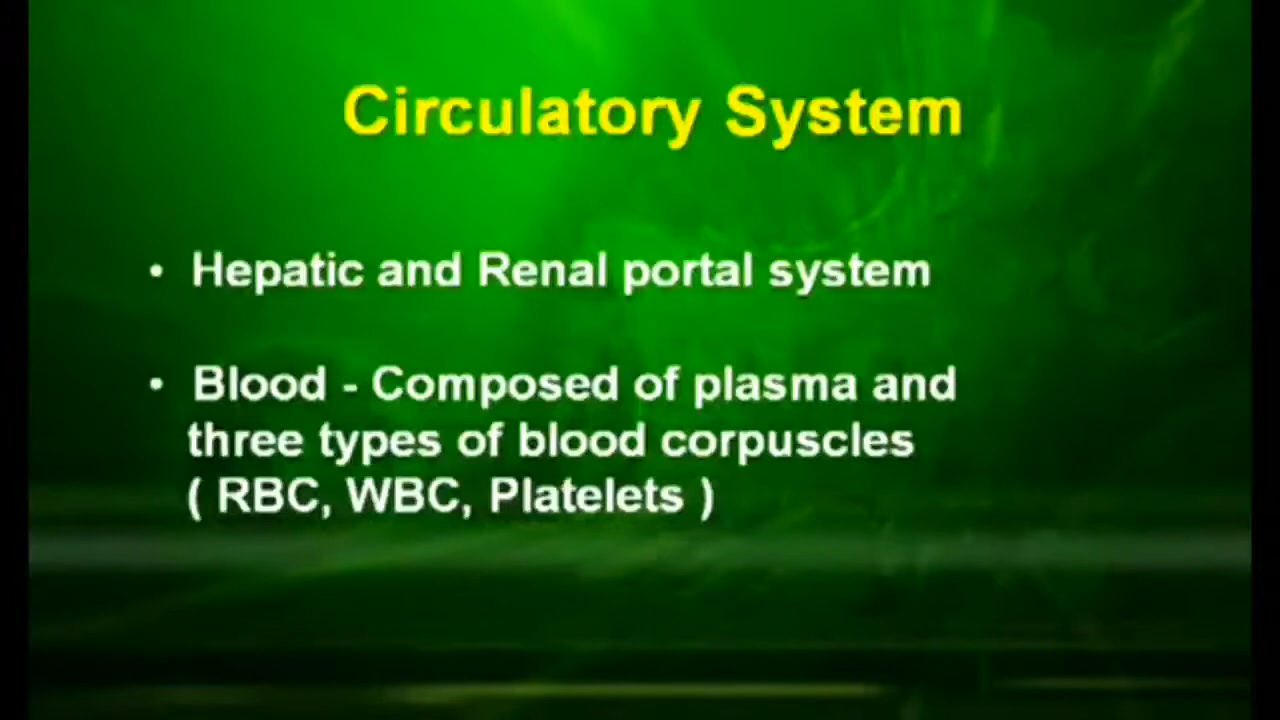 Circulatory System
• Hepatic and Renal portal system
• Blood - Composed of plasma and
three types of blood corpuscles
( RBC, WBC, Platelets )